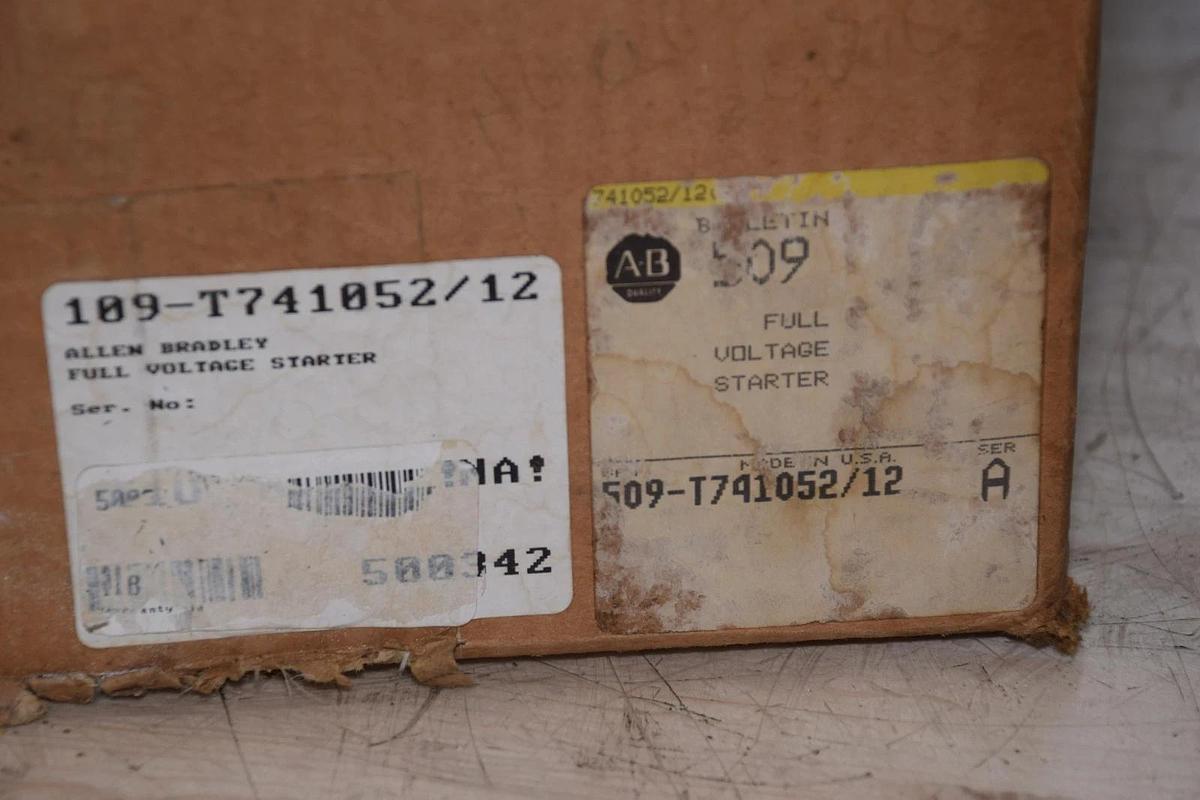 109-T741052/12
ALLEN BRADLEY
FULL VOLTAGE STARTER
Ser. No:
!NA!
B
500342
741052/12
BULLETIN
509
A-B
QUALITY
FULL
VOLTAGE
STARTER
MADE IN U.S.A.
SER
509-T741052/12
A